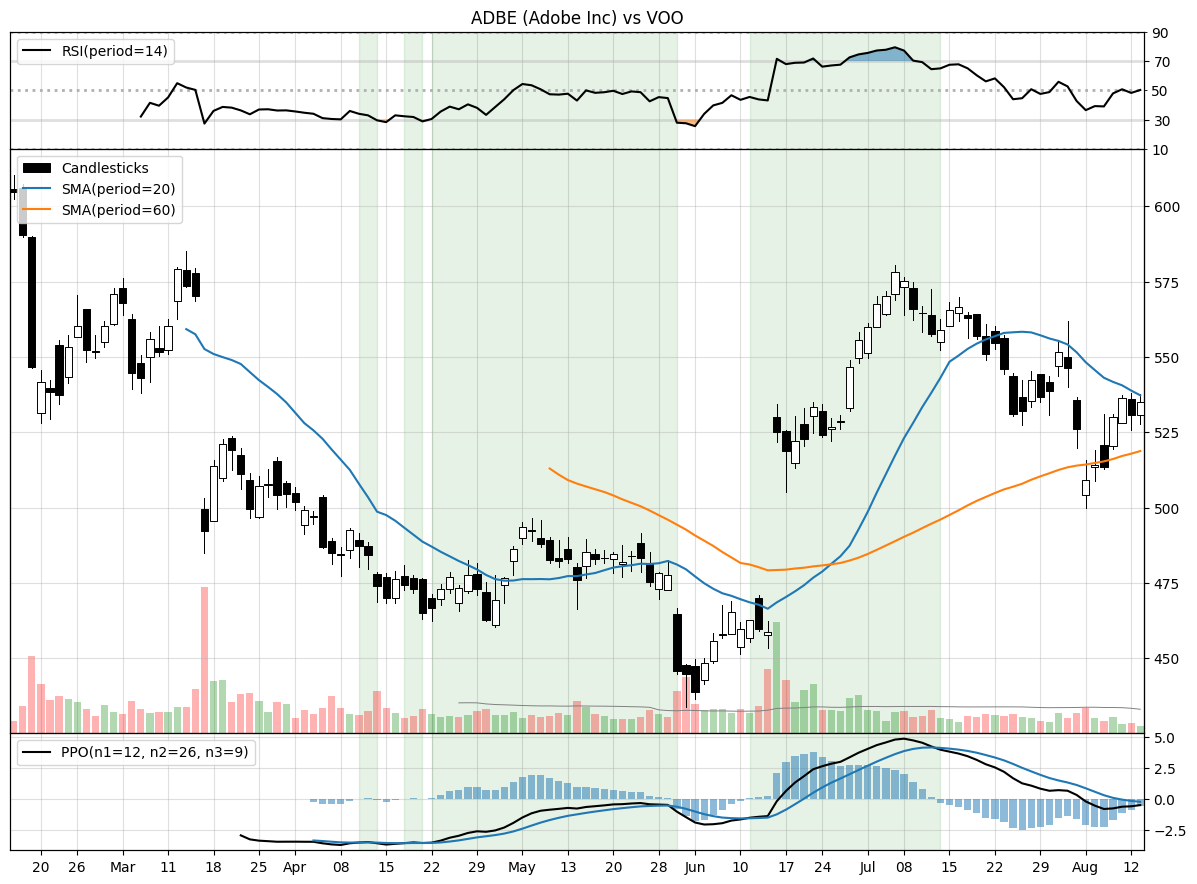 ADBE (Adobe Inc) vs VOO
RSI(period=14)
90
70
50
30
10
Candlesticks
SMA(period=20)
SMA(period=60)
600
575
550
525
500
475
450
PPO(n1=12, n2=26, n3=9)
5.0
2.5
0.0
−2.5
20 26 Mar 11 18 25 Apr 08 15 22 29 May 13 20 28 Jun 10 17 24 Jul 08 15 22 29 Aug 12